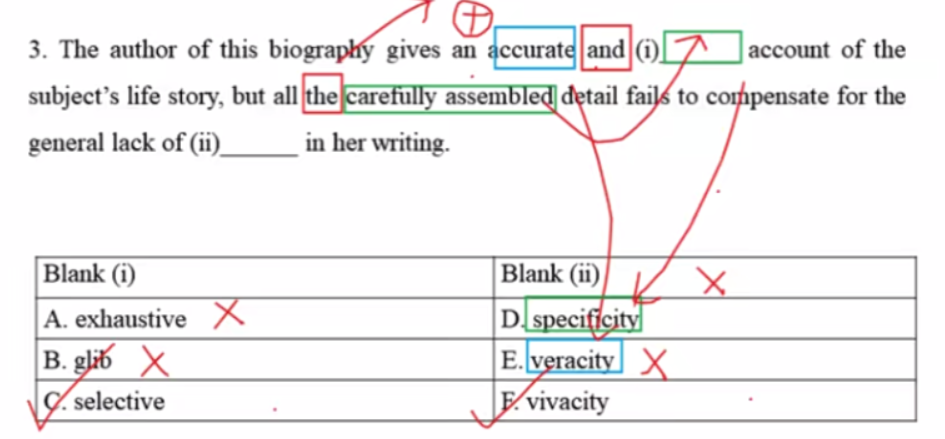 3. The author of this biography gives an accurate and (i) account of the
subject's life story, but all the carefully assembled detail fails to compensate for the
general lack of (ii)______ in her writing.
Blank (i) Blank (ii)
A. exhaustive D. specificity
B. glib E. veracity
C. selective F. vivacity